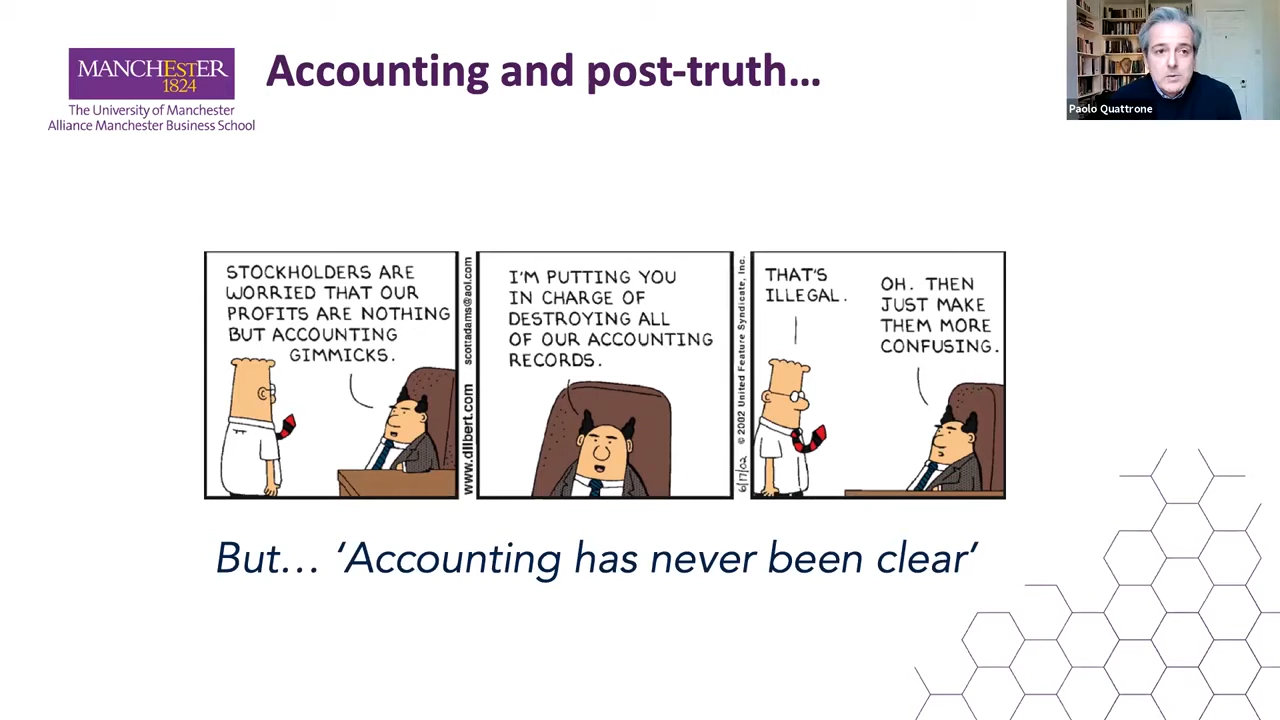 MANCHESTER
1824
The University of Manchester
Alliance Manchester Business School
Accounting and post-truth…
Paolo Quattrone
STOCKHOLDERS ARE
WORRIED THAT OUR
PROFITS ARE NOTHING
BUT ACCOUNTING
GIMMICKS.
www.dilbert.com
scottadams@aol.com
I'M PUTTING YOU
IN CHARGE OF
DESTROYING ALL
OF OUR ACCOUNTING
RECORDS.
6/17/02 © 2002 United Feature Syndicate, Inc.
THAT'S
ILLEGAL.
OH. THEN
JUST MAKE
THEM MORE
CONFUSING.
But… ‘Accounting has never been clear’